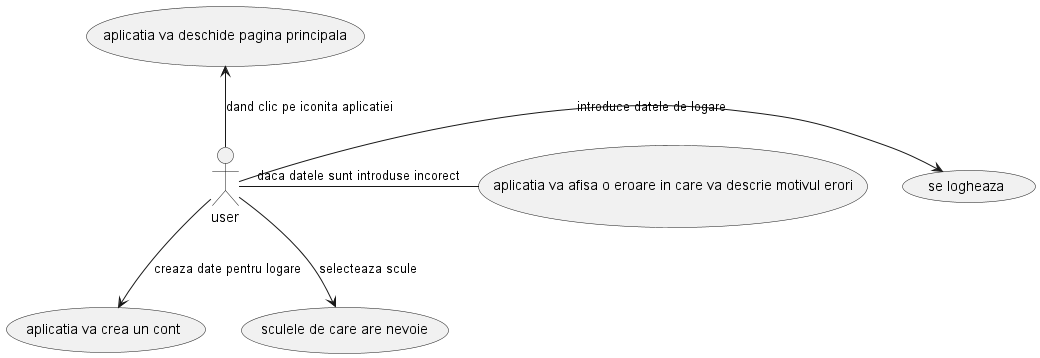 aplicatia va deschide pagina principala
dand clic pe iconita aplicatiei
introduce datele de logare
daca datele sunt introduse incorect
aplicatia va afisa o eroare in care va descrie motivul erori
se logheaza
user
creaza date pentru logare
selecteaza scule
aplicatia va crea un cont
sculele de care are nevoie